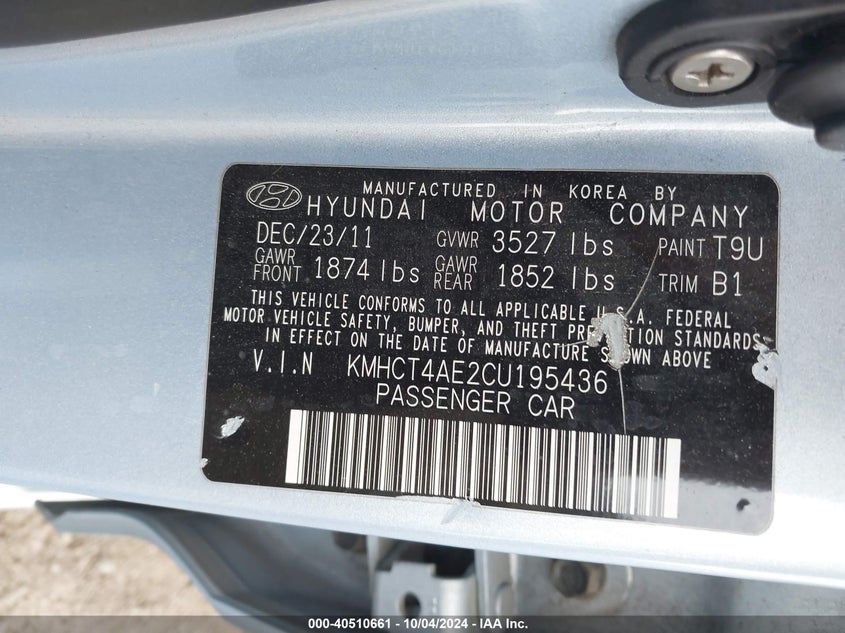 MANUFACTURED IN KOREA BY
HYUNDAI MOTOR COMPANY
DEC/23/11 GVWR 3527 lbs PAINT T9U
GAWR FRONT 1874 lbs GAWR REAR 1852 lbs TRIM B1
THIS VEHICLE CONFORMS TO ALL APPLICABLE U.S.A. FEDERAL
MOTOR VEHICLE SAFETY, BUMPER, AND THEFT PREVENTION STANDARDS
IN EFFECT ON THE DATE OF MANUFACTURE SHOWN ABOVE
V.I.N KMHCT4AE2CU195436
PASSENGER CAR
000-40510661 - 10/04/2024 - IAA Inc.